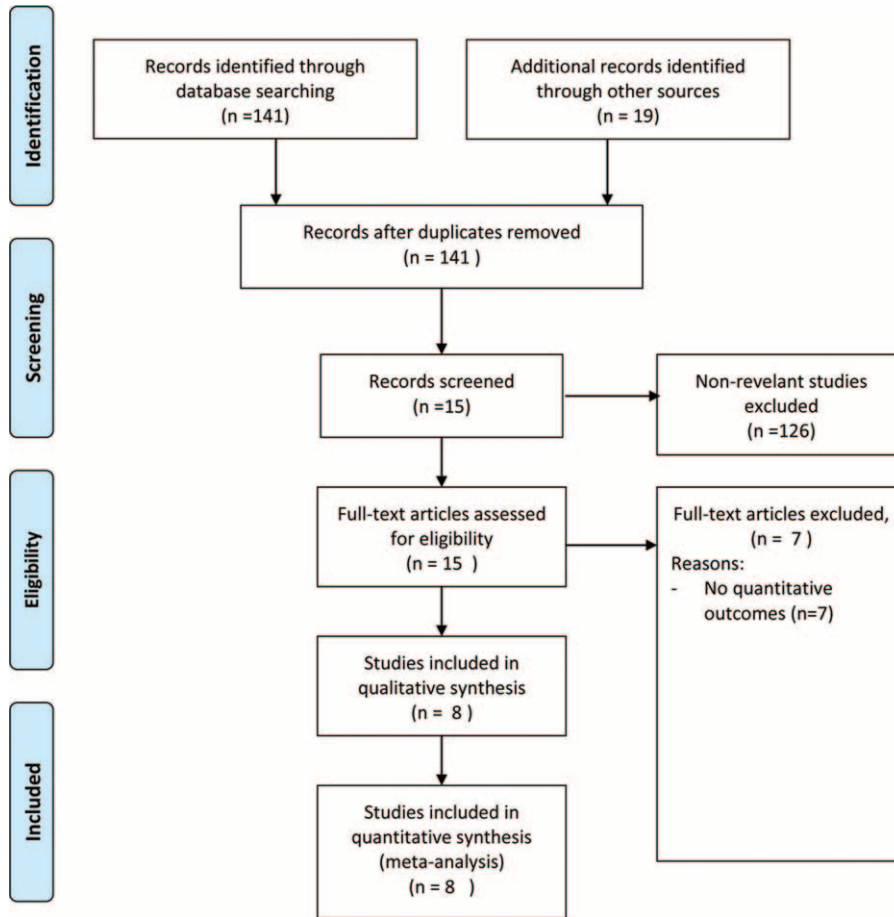 Identification
Records identified through
database searching
(n =141)
Additional records identified
through other sources
(n = 19)
Records after duplicates removed
(n = 141 )
Screening
Records screened
(n =15)
Non-revelant studies
excluded
(n =126)
Eligibility
Full-text articles assessed
for eligibility
(n = 15 )
Full-text articles excluded,
(n = 7 )
Reasons:
- No quantitative
outcomes (n=7)
Studies included in
qualitative synthesis
(n = 8 )
Included
Studies included in
quantitative synthesis
(meta-analysis)
(n = 8 )